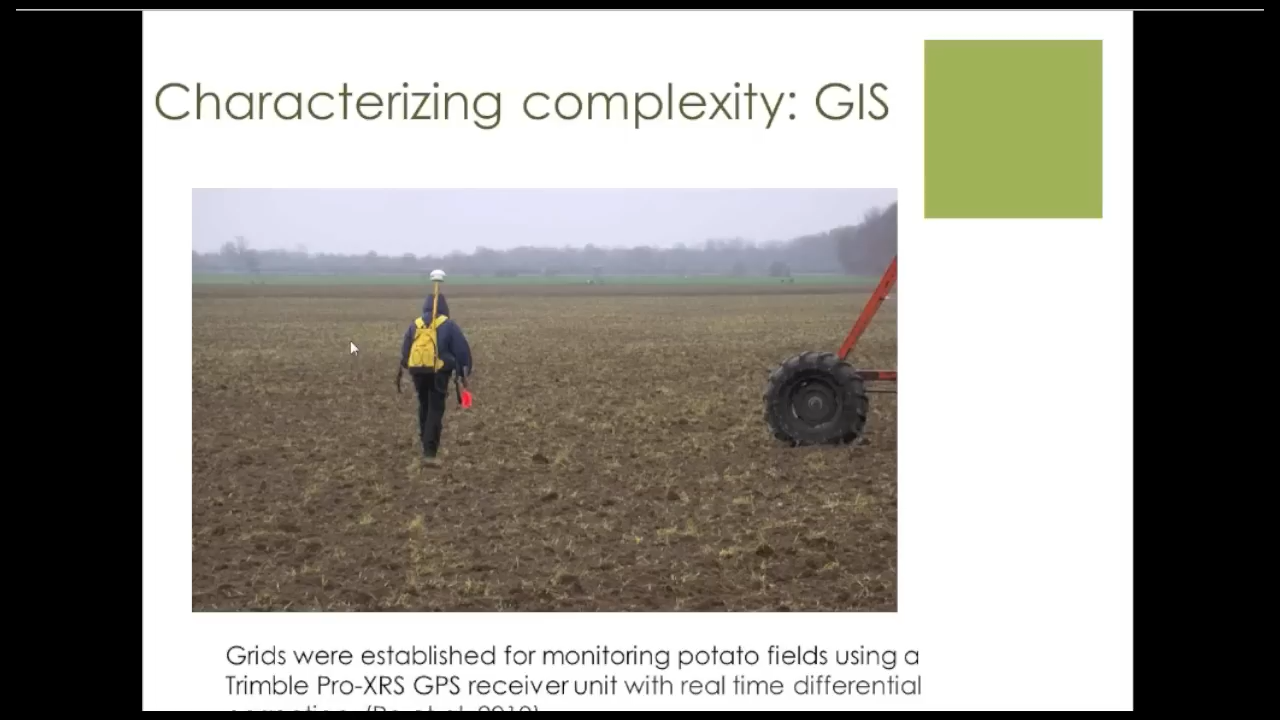 Characterizing complexity: GIS
Grids were established for monitoring potato fields using a
Trimble Pro-XRS GPS receiver unit with real time differential